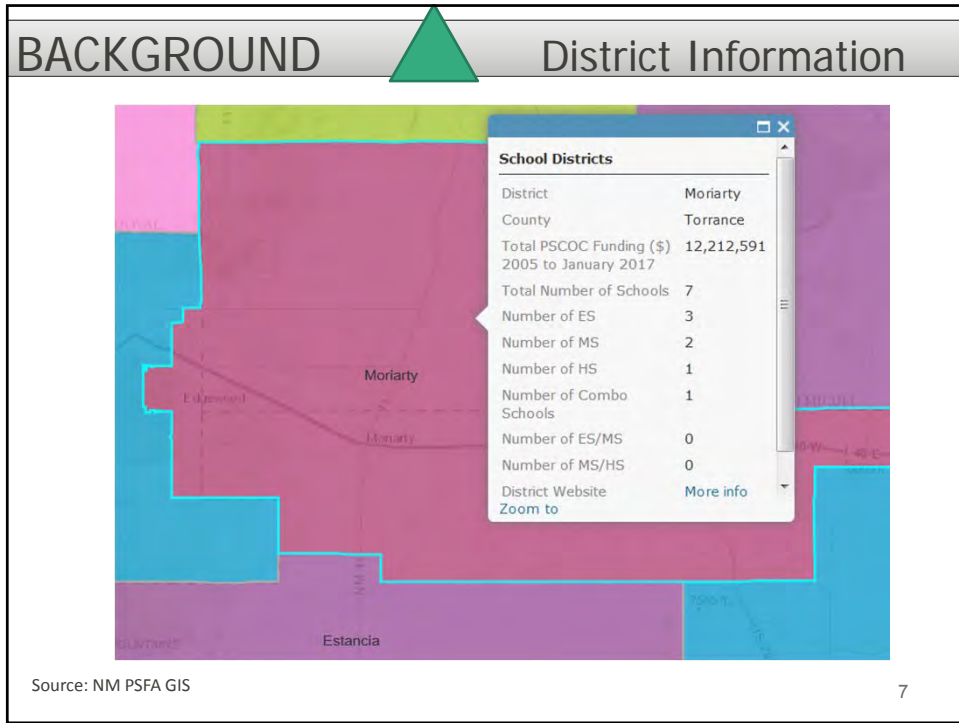 BACKGROUND District Information
School Districts
District Moriarty
County Torrance
Total PSCOC Funding ($) 12,212,591
2005 to January 2017
Total Number of Schools 7
Number of ES 3
Number of MS 2
Number of HS 1
Number of Combo 1
Schools
Number of ES/MS 0
Number of MS/HS 0
District Website More info
Zoom to
Moriarty
Edgewood
Moriarty
Estancia
Source: NM PSFA GIS
7